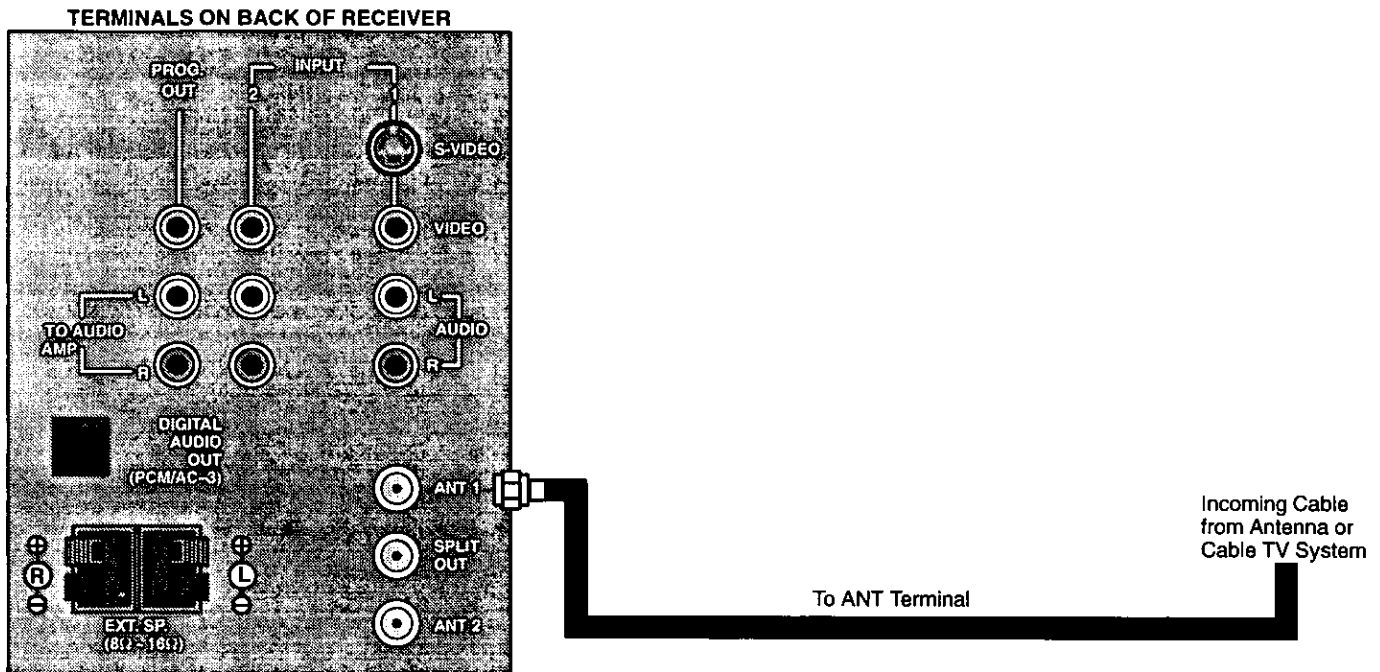 TERMINALS ON BACK OF RECEIVER
PROG.
OUT
INPUT
2
1
S-VIDEO
VIDEO
L
L
TO AUDIO
AMP
AUDIO
R
R
DIGITAL
AUDIO
OUT
(PCM/AC-3)
ANT 1
SPLIT
OUT
ANT 2
R
L
EXT. SP.
(8Ω~16Ω)
To ANT Terminal
Incoming Cable
from Antenna or
Cable TV System